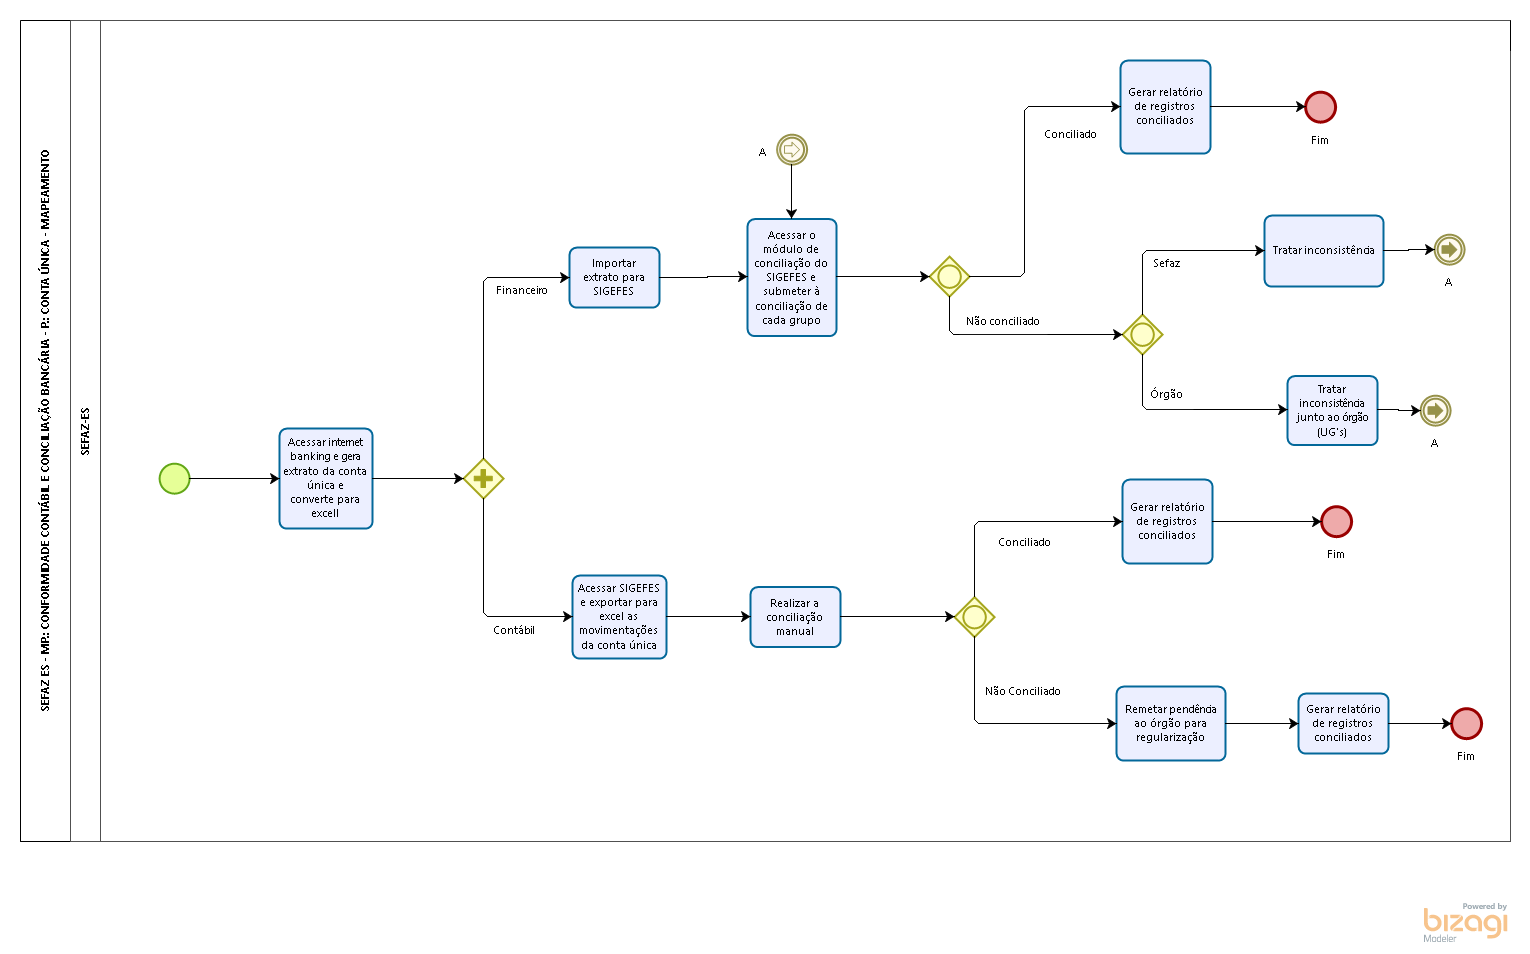 SEFAZ ES - MP.: CONFORMIDADE CONTÁBIL E CONCILIAÇÃO BANCÁRIA - P.: CONTA ÚNICA - MAPEAMENTO
SEFAZ-ES
Acessar internet
banking e gera
extrato da conta
única e
converte para
excell
Financeiro
Importar
extrato para
SIGEFES
A
Acessar o
módulo de
conciliação do
SIGEFES e
submeter à
conciliação de
cada grupo
Conciliado
Gerar relatório
de registros
conciliados
Fim
Não conciliado
Sefaz
Tratar inconsistência
A
Órgão
Tratar
inconsistência
junto ao órgão
(UG's)
A
Contábil
Acessar SIGEFES
e exportar para
excel as
movimentações
da conta única
Realizar a
conciliação
manual
Conciliado
Gerar relatório
de registros
conciliados
Fim
Não Conciliado
Remetar pendência
ao órgão para
regularização
Gerar relatório
de registros
conciliados
Fim
Powered by
bizagi
Modeler